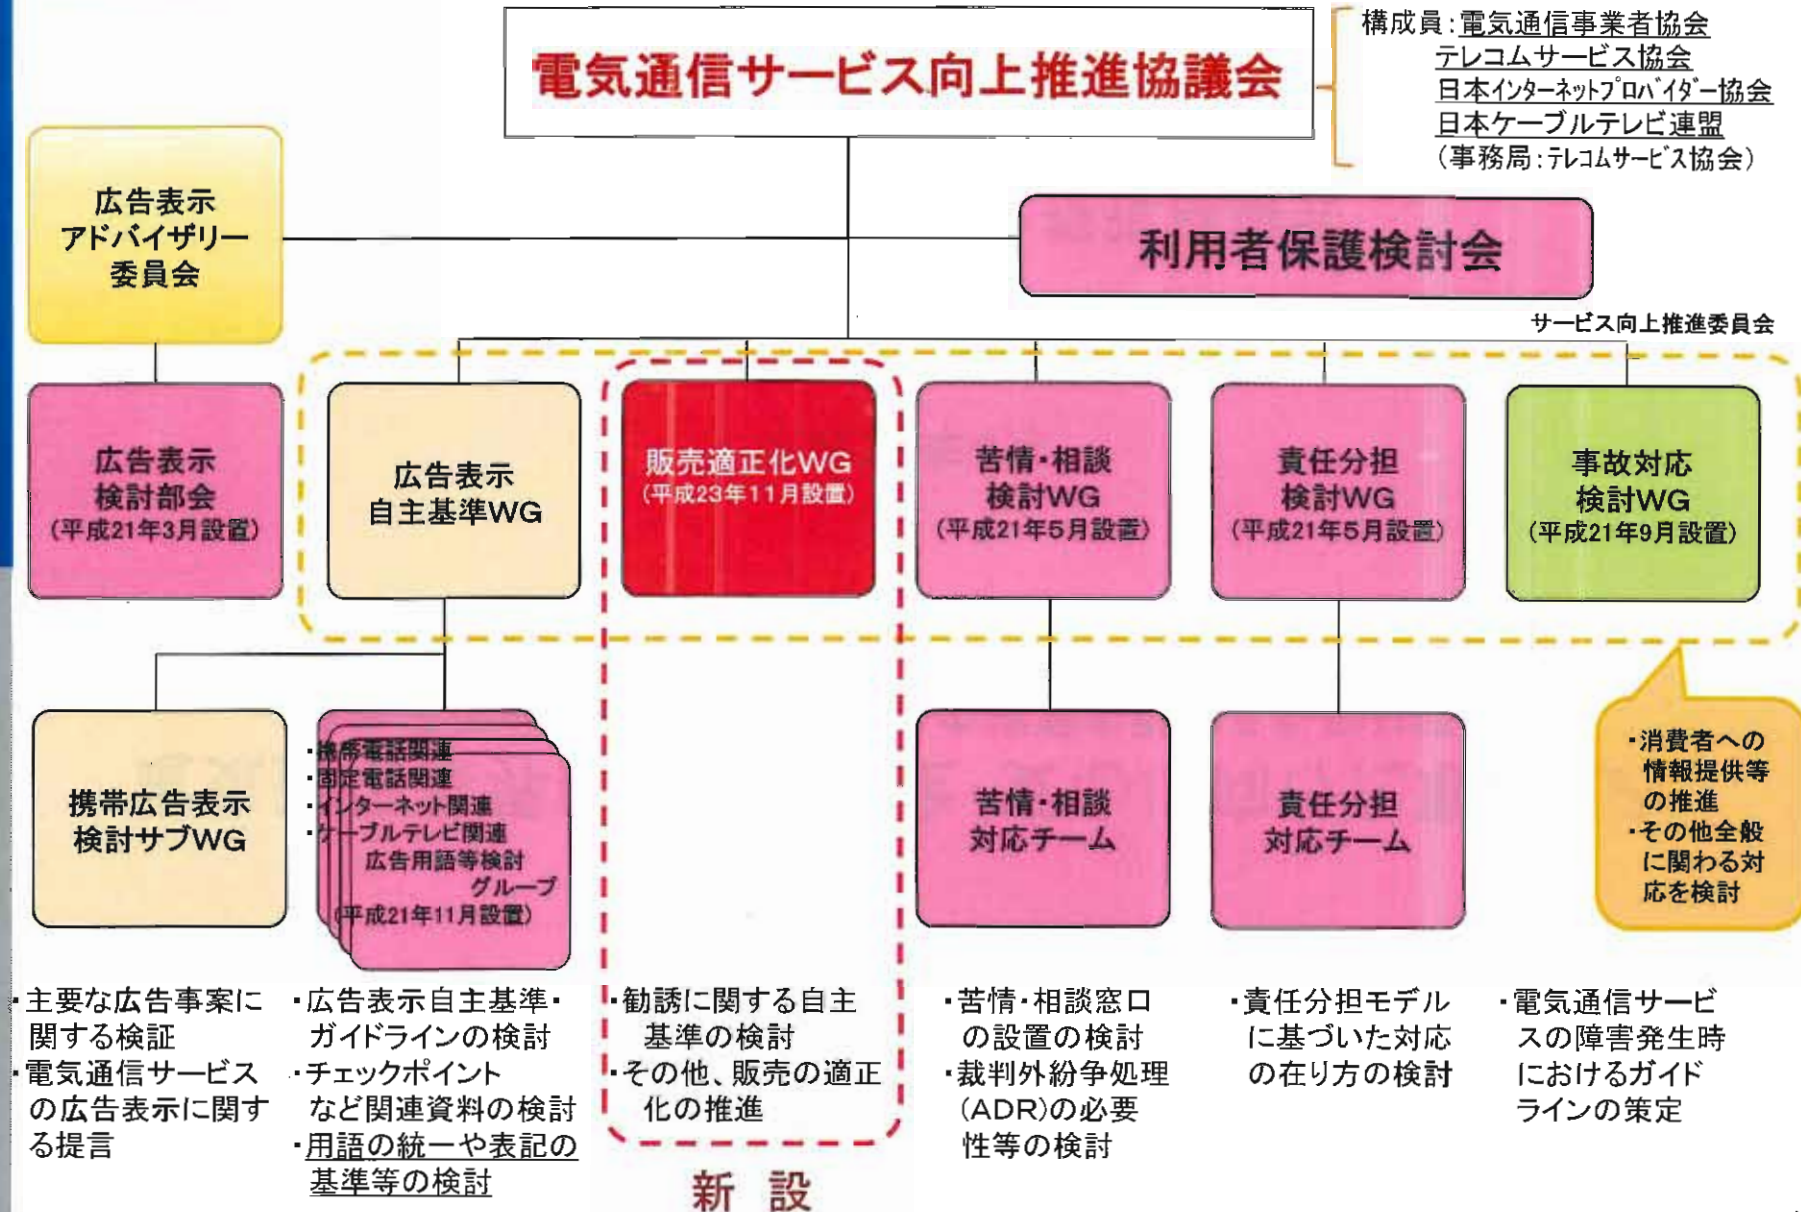 電気通信サービス向上推進協議会
構成員：電気通信事業者協会
テレコムサービス協会
日本インターネットプロバイダー協会
日本ケーブルテレビ連盟
（事務局：テレコムサービス協会）
広告表示
アドバイザリー
委員会
利用者保護検討会
サービス向上推進委員会
広告表示
検討部会
(平成21年3月設置)
広告表示
自主基準WG
販売適正化WG
(平成23年11月設置)
苦情・相談
検討WG
(平成21年5月設置)
責任分担
検討WG
(平成21年5月設置)
事故対応
検討WG
(平成21年9月設置)
携帯広告表示
検討サブWG
・携帯電話関連
・固定電話関連
・インターネット関連
・ケーブルテレビ関連
広告用語等検討
グループ
(平成21年11月設置)
苦情・相談
対応チーム
責任分担
対応チーム
・消費者への
情報提供等
の推進
・その他全般
に関わる対
応を検討
・主要な広告事案に
関する検証
・電気通信サービス
の広告表示に関す
る提言
・広告表示自主基準・
ガイドラインの検討
・チェックポイント
など関連資料の検討
・用語の統一や表記の
基準等の検討
・勧誘に関する自主
基準の検討
・その他、販売の適正
化の推進
新 設
・苦情・相談窓口
の設置の検討
・裁判外紛争処理
(ADR)の必要
性等の検討
・責任分担モデル
に基づいた対応
の在り方の検討
・電気通信サービ
スの障害発生時
におけるガイド
ラインの策定